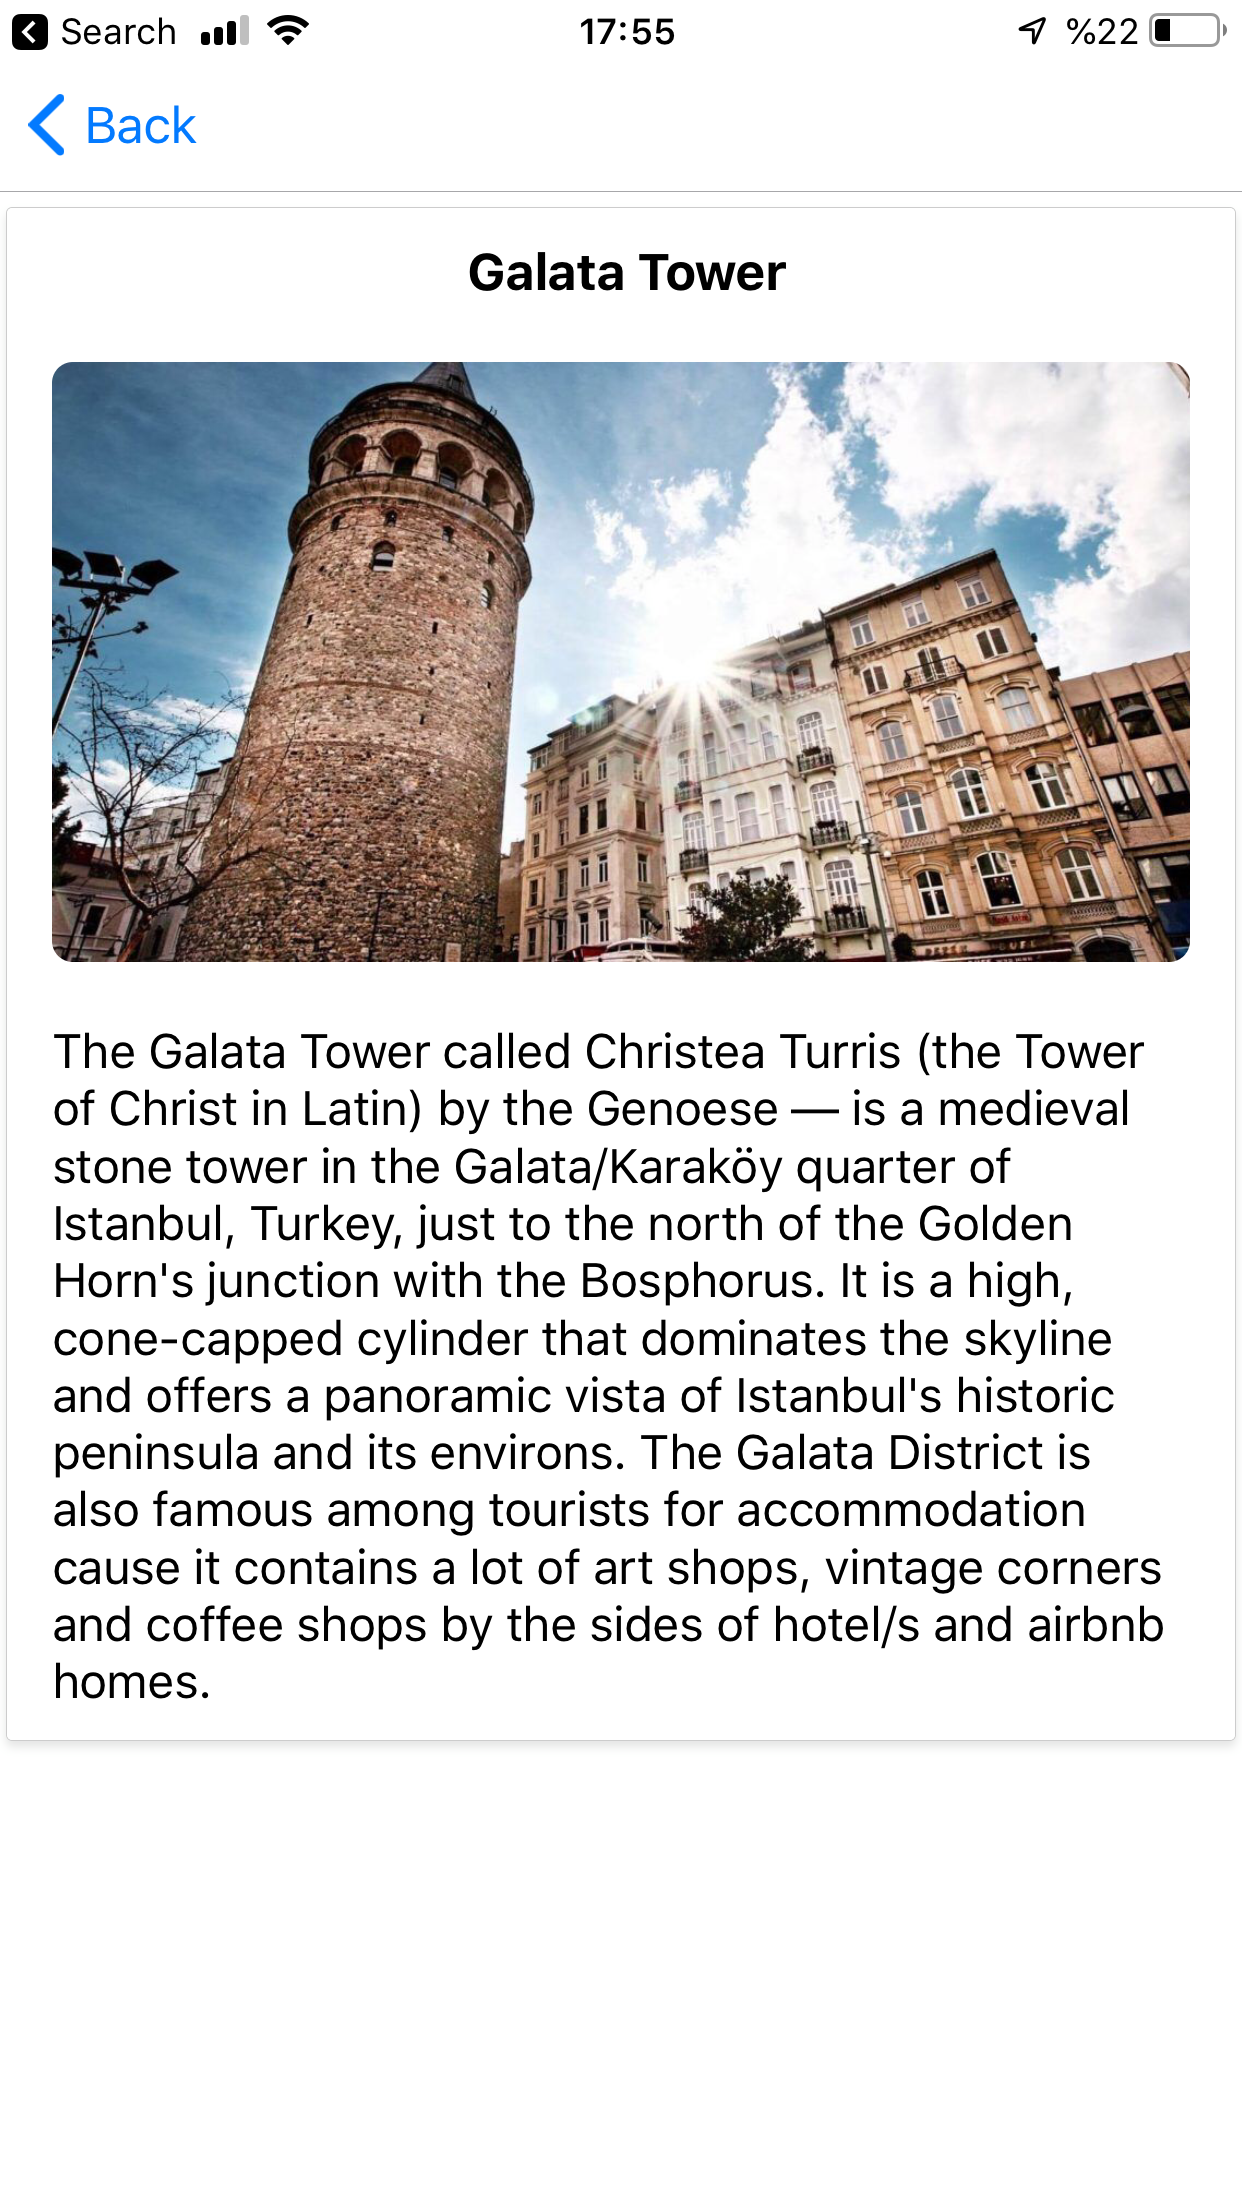 Search
17:55
%22
Back
Galata Tower
The Galata Tower called Christea Turris (the Tower
of Christ in Latin) by the Genoese — is a medieval
stone tower in the Galata/Karaköy quarter of
Istanbul, Turkey, just to the north of the Golden
Horn's junction with the Bosphorus. It is a high,
cone-capped cylinder that dominates the skyline
and offers a panoramic vista of Istanbul's historic
peninsula and its environs. The Galata District is
also famous among tourists for accommodation
cause it contains a lot of art shops, vintage corners
and coffee shops by the sides of hotel/s and airbnb
homes.